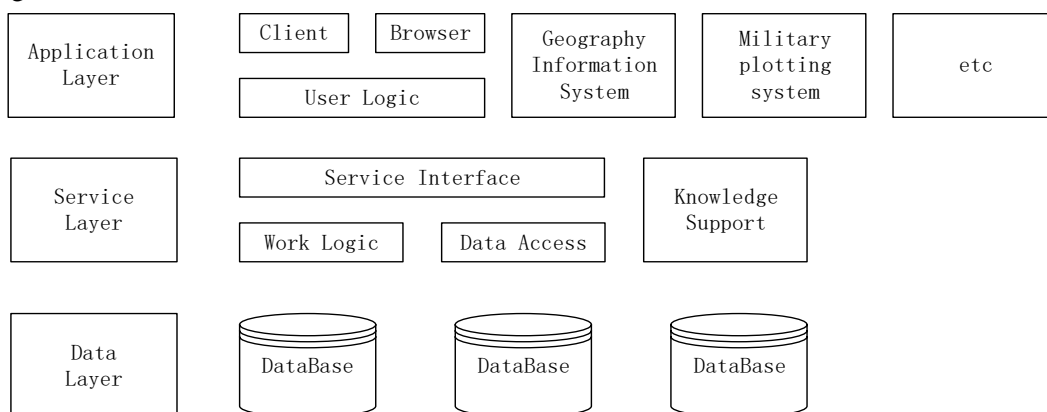 Application
Layer
Client
Browser
User Logic
Geography
Information
System
Military
plotting
system
etc
Service
Layer
Service Interface
Work Logic
Data Access
Knowledge
Support
Data
Layer
DataBase
DataBase
DataBase